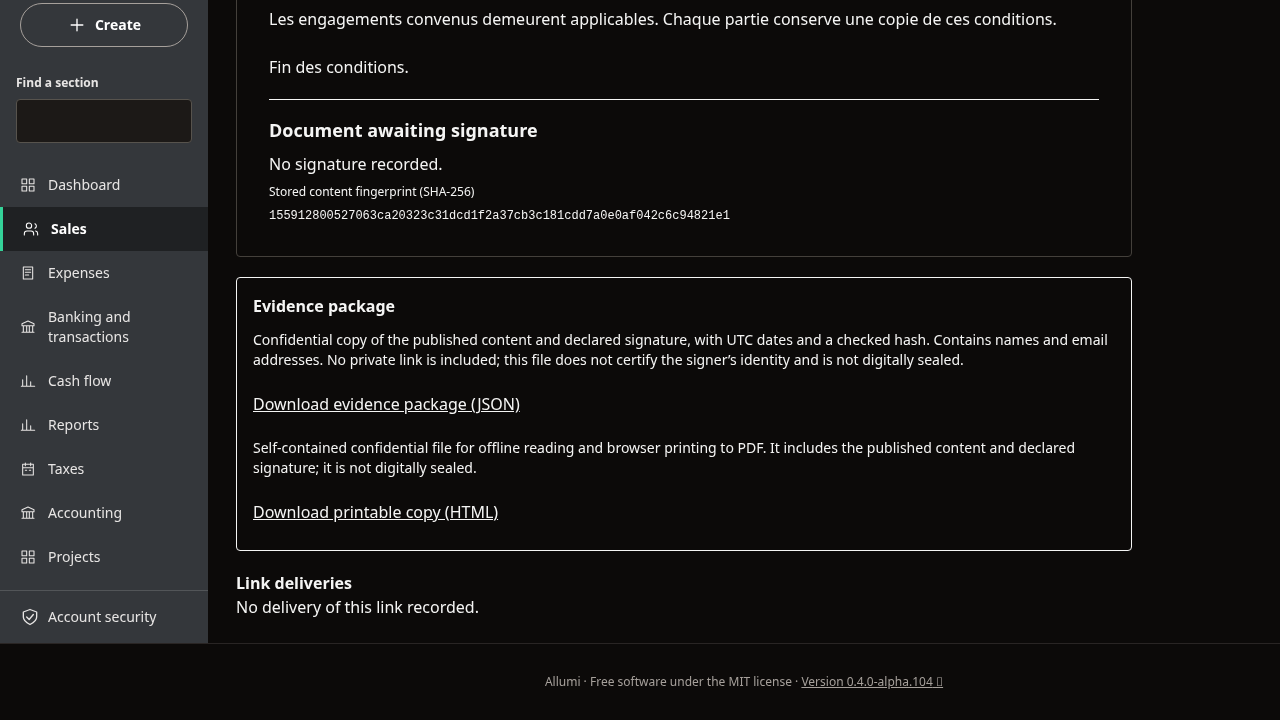 Create
Find a section
Dashboard
Sales
Expenses
Banking and
transactions
Cash flow
Reports
Taxes
Accounting
Projects
Account security
Les engagements convenus demeurent applicables. Chaque partie conserve une copie de ces conditions.
Fin des conditions.
Document awaiting signature
No signature recorded.
Stored content fingerprint (SHA-256)
155912800527063ca20323c31dcd1f2a37cb3c181cdd7a0e0af042c6c94821e1
Evidence package
Confidential copy of the published content and declared signature, with UTC dates and a checked hash. Contains names and email
addresses. No private link is included; this file does not certify the signer’s identity and is not digitally sealed.
Download evidence package (JSON)
Self-contained confidential file for offline reading and browser printing to PDF. It includes the published content and declared
signature; it is not digitally sealed.
Download printable copy (HTML)
Link deliveries
No delivery of this link recorded.
Allumi · Free software under the MIT license · Version 0.4.0-alpha.104